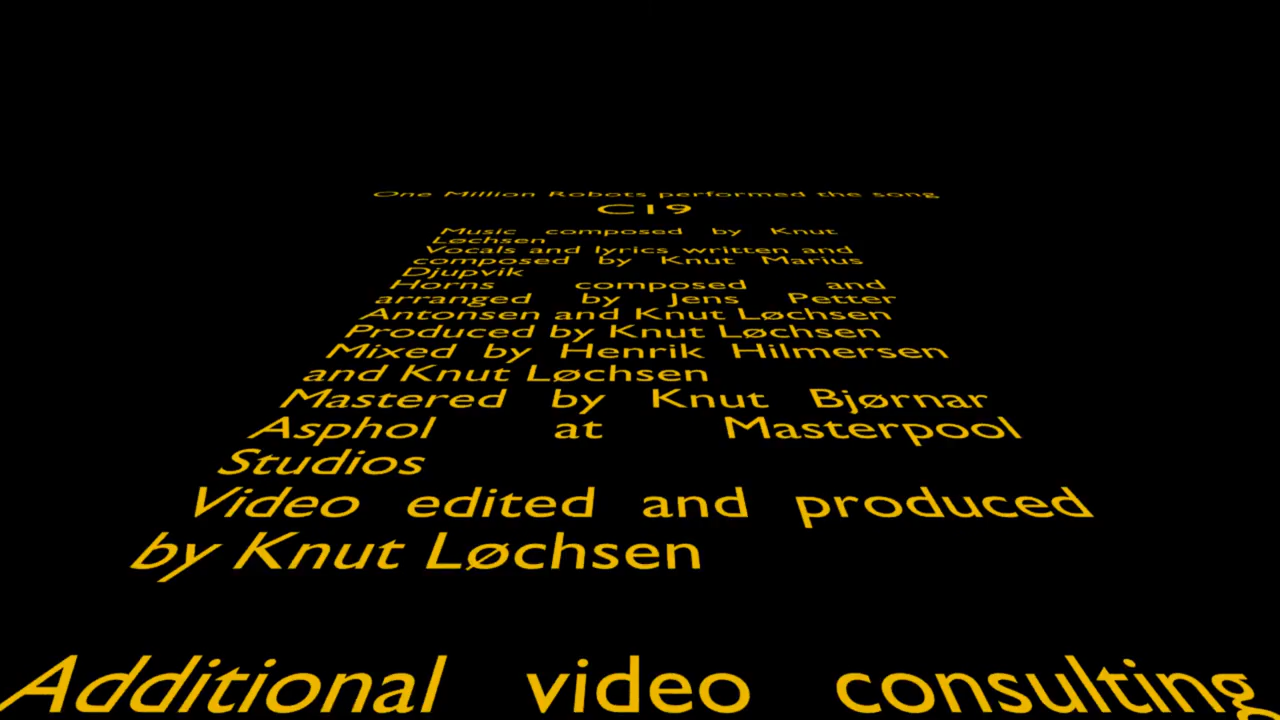 One Million Robots performed the song
C19
Music composed by Knut
Løchsen
Vocals and lyrics written and
composed by Knut Marius
Djupvik
Horns composed and
arranged by Jens Petter
Antonsen and Knut Løchsen
Produced by Knut Løchsen
Mixed by Henrik Hilmersen
and Knut Løchsen
Mastered by Knut Bjørnar
Asphol at Masterpool
Studios
Video edited and produced
by Knut Løchsen
Additional video consulting